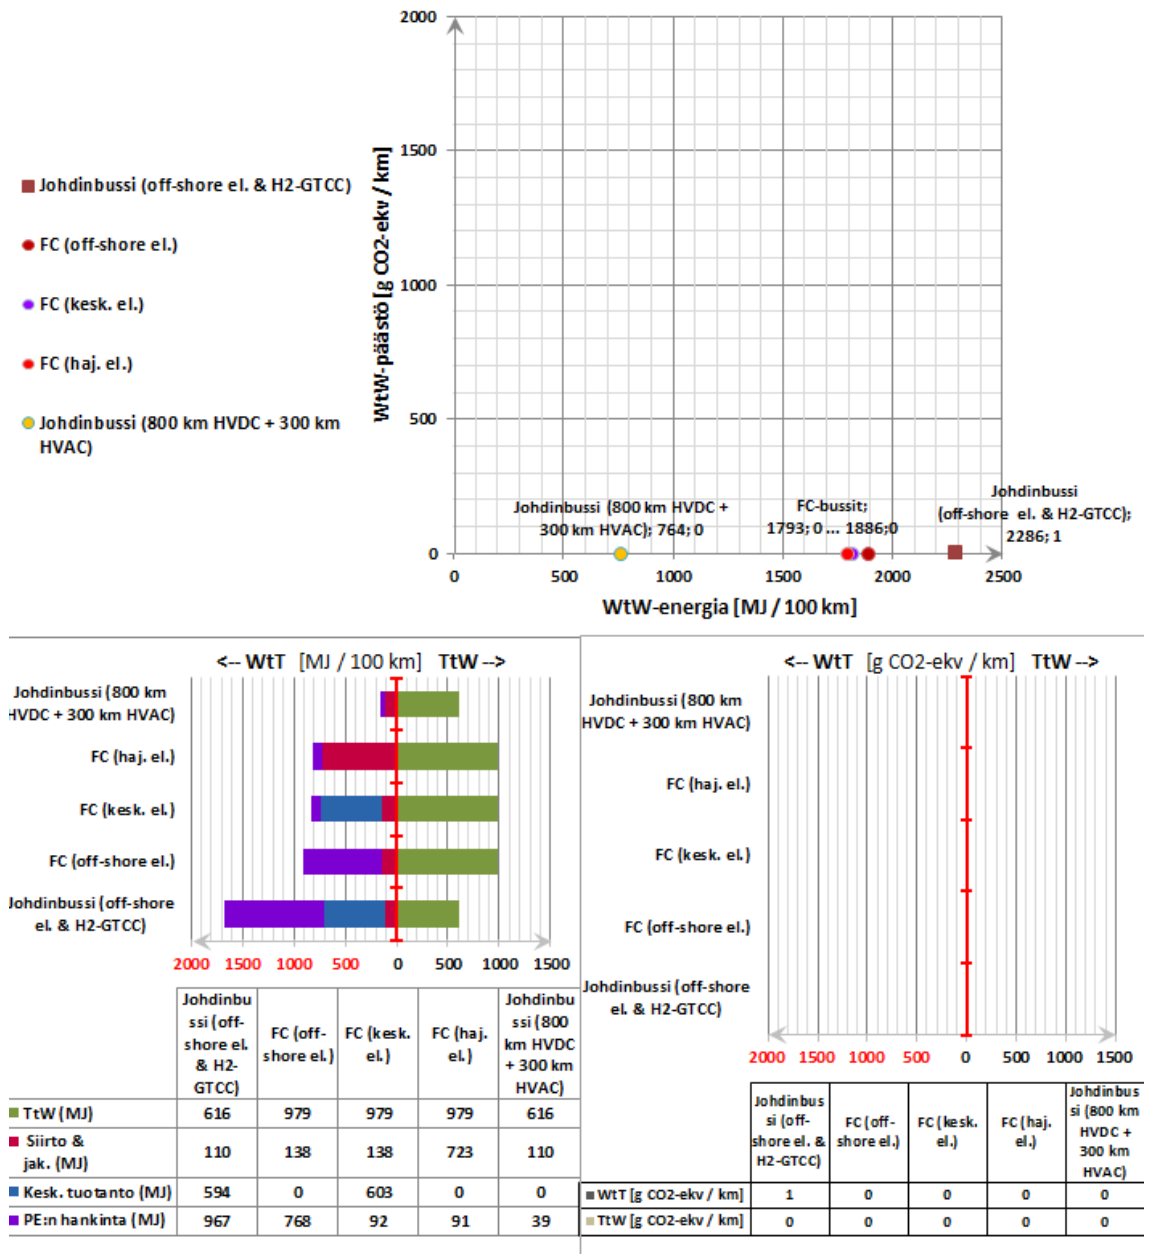 2000
1500
1000
500
0
WtW-päästö [g CO2-ekv / km]
Johdinbussi (off-shore el. & H2-GTCC)
FC (off-shore el.)
FC (kesk. el.)
FC (haj. el.)
Johdinbussi (800 km HVDC + 300 km
HVAC)
Johdinbussi (800 km HVDC +
300 km HVAC); 764; 0
FC-bussit;
1793; 0 ... 1886;0
Johdinbussi
(off-shore el. & H2-GTCC);
2286; 1
0 500 1000 1500 2000 2500
WtW-energia [MJ / 100 km]
<-- WtT [MJ / 100 km] TtW -->
Johdinbussi (800 km
HVDC + 300 km HVAC)
FC (haj. el.)
FC (kesk. el.)
FC (off-shore el.)
Johdinbussi (off-shore
el. & H2-GTCC)
2000 1500 1000 500 0 500 1000 1500
Johdinbu
ssi (off-
shore el.
& H2-
GTCC)
FC (off-
shore el.)
FC (kesk.
el.)
FC (haj.
el.)
Johdinbu
ssi (800
km HVDC
+ 300 km
HVAC)
TtW (MJ) 616 979 979 979 616
Siirto &
jak. (MJ) 110 138 138 723 110
Kesk. tuotanto (MJ) 594 0 603 0 0
PE:n hankinta (MJ) 967 768 92 91 39
<-- WtT [g CO2-ekv / km] TtW -->
Johdinbussi (800 km
HVDC + 300 km HVAC)
FC (haj. el.)
FC (kesk. el.)
FC (off-shore el.)
Johdinbussi (off-shore
el. & H2-GTCC)
2000 1500 1000 500 0 500 1000 1500
Johdinbus
si (off-
shore el. &
H2-GTCC)
FC (off-
shore el.)
FC (kesk.
el.)
FC (haj.
el.)
Johdinbus
si (800 km
HVDC +
300 km
HVAC)
WtT [g CO2-ekv / km] 1 0 0 0 0
TtW [g CO2-ekv / km] 0 0 0 0 0